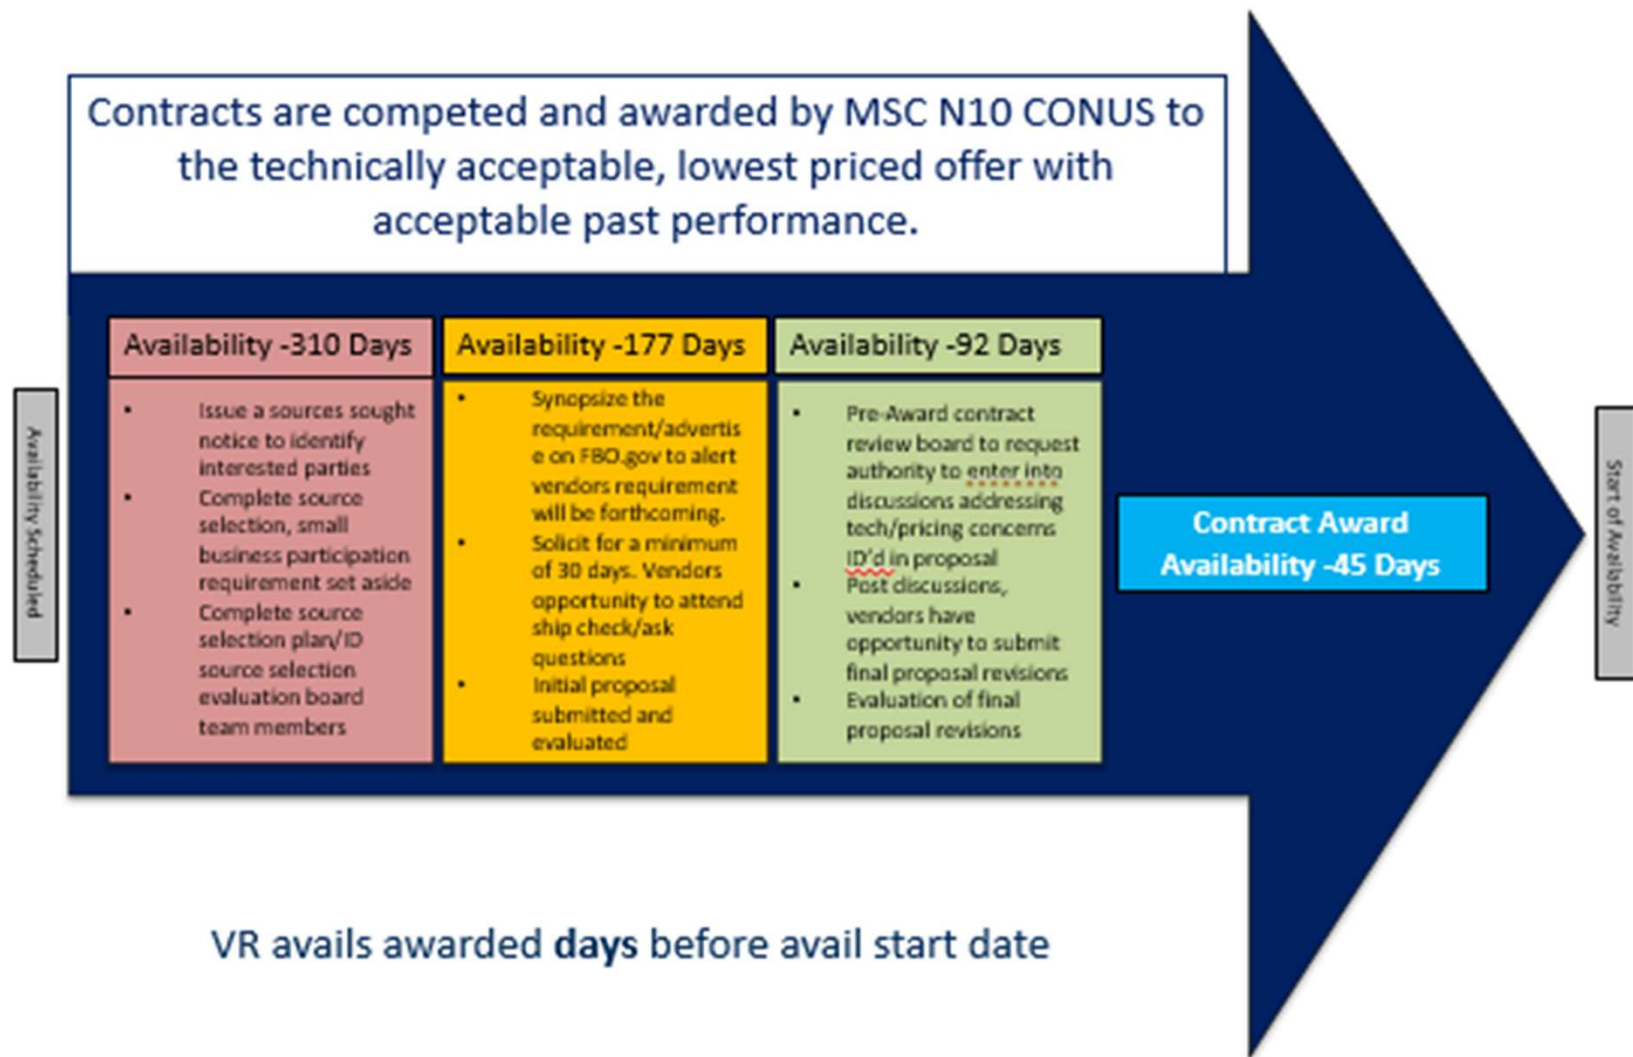 Contracts are competed and awarded by MSC N10 CONUS to
the technically acceptable, lowest priced offer with
acceptable past performance.
Availability Scheduled
Availability -310 Days
• Issue a sources sought
notice to identify
interested parties
• Complete source
selection, small
business participation
requirement set aside
• Complete source
selection plan/ID
source selection
evaluation board
team members
Availability -177 Days
• Synopsize the
requirement/advertis
e on FBO.gov to alert
vendors requirement
will be forthcoming.
• Solicit for a minimum
of 30 days. Vendors
opportunity to attend
ship check/ask
questions
• Initial proposal
submitted and
evaluated
Availability -92 Days
• Pre-Award contract
review board to request
authority to enter into
discussions addressing
tech/pricing concerns
ID'd in proposal
• Post discussions,
vendors have
opportunity to submit
final proposal revisions
• Evaluation of final
proposal revisions
Contract Award
Availability -45 Days
Start of Availability
VR avails awarded days before avail start date